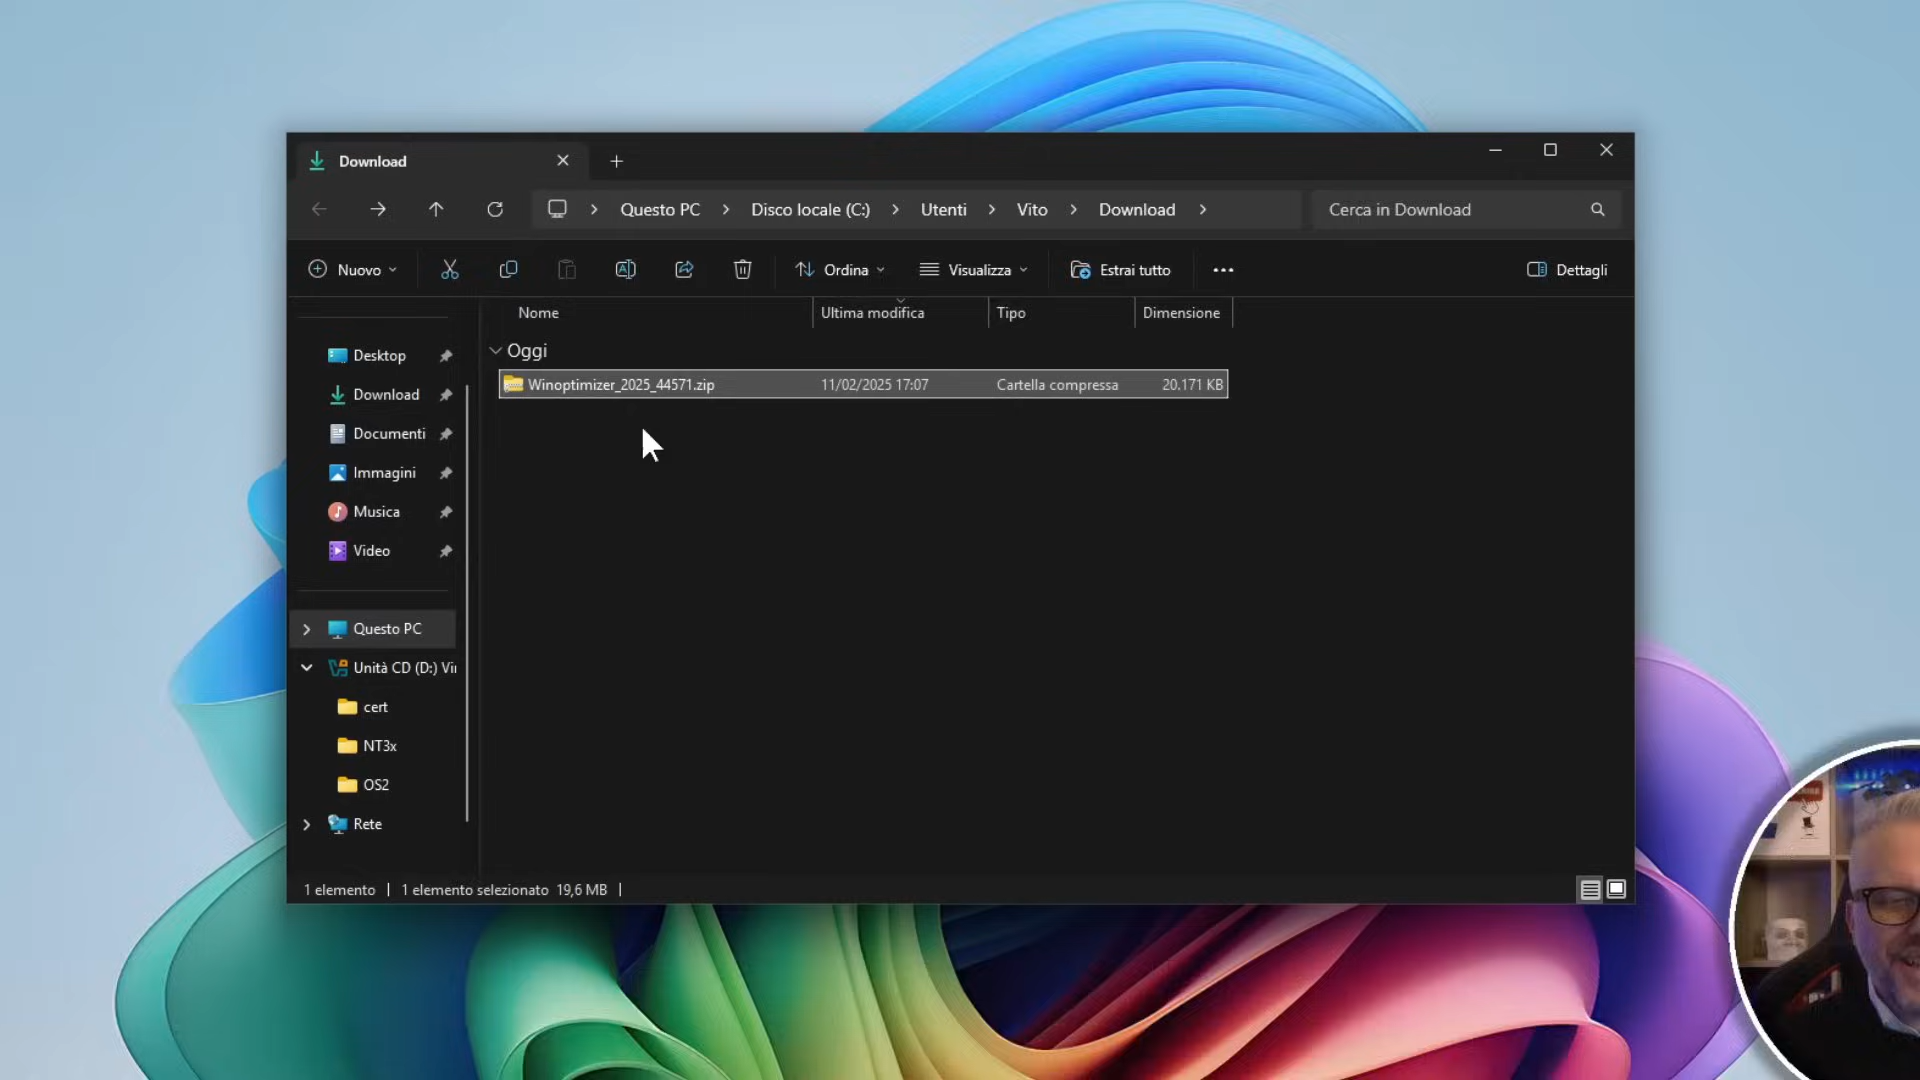 Download
Questo PC
Disco locale (C:)
Utenti
Vito
Download
Cerca in Download
Nuovo
Ordina
Visualizza
Estrai tutto
Dettagli
Nome
Ultima modifica
Tipo
Dimensione
Oggi
Winoptimizer_2025_44571.zip
11/02/2025 17:07
Cartella compressa
20.171 KB
Desktop
Download
Documenti
Immagini
Musica
Video
Questo PC
Unità CD (D:) Vir
cert
NT3x
OS2
Rete
1 elemento
1 elemento selezionato 19,6 MB